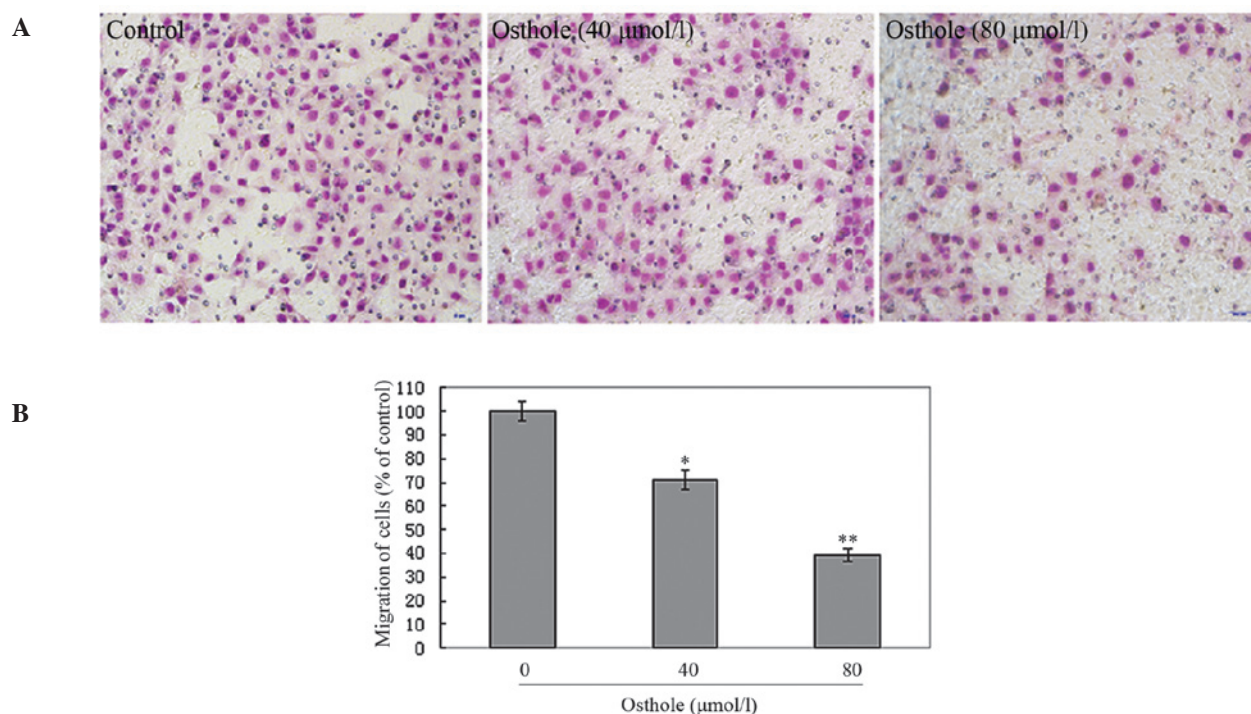 A
Control
Osthole (40 μmol/l)
Osthole (80 μmol/l)
B
Migration of cells (% of control)
110
100
90
80
70
60
50
40
30
20
10
0
*
**
0
40
80
Osthole (μmol/l)